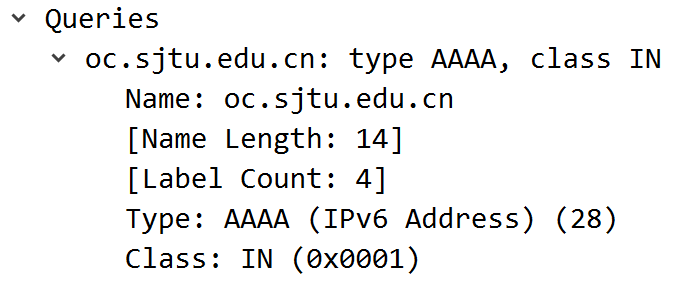 Queries
oc.sjtu.edu.cn: type AAAA, class IN
Name: oc.sjtu.edu.cn
[Name Length: 14]
[Label Count: 4]
Type: AAAA (IPv6 Address) (28)
Class: IN (0x0001)